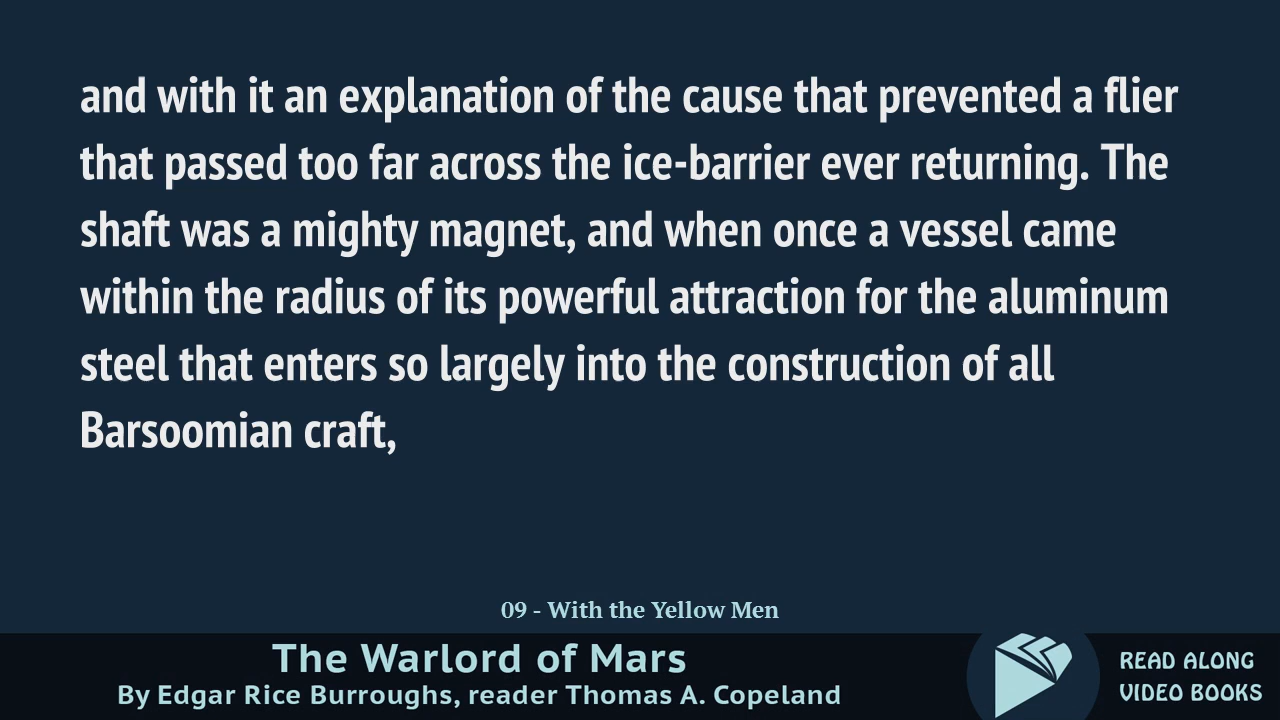 and with it an explanation of the cause that prevented a flier
that passed too far across the ice-barrier ever returning. The
shaft was a mighty magnet, and when once a vessel came
within the radius of its powerful attraction for the aluminum
steel that enters so largely into the construction of all
Barsoomian craft,
09 - With the Yellow Men
The Warlord of Mars
By Edgar Rice Burroughs, reader Thomas A. Copeland
READ ALONG
VIDEO BOOKS